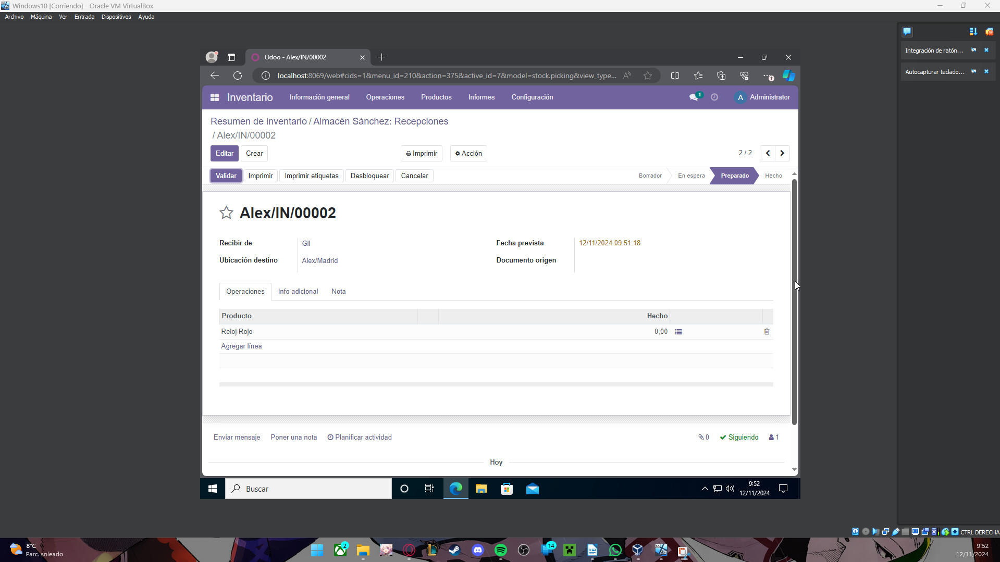 Windows10 [Corriendo] - Oracle VM VirtualBox
Archivo Máquina Ver Entrada Dispositivos Ayuda
Integración de ratón...
Autocapturar teclado...
Odoo - Alex/IN/00002
localhost:8069/web#cids=1&menu_id=210&action=375&active_id=7&model=stock.picking&view_type...
Inventario Información general Operaciones Productos Informes Configuración 1 A Administrator
Resumen de inventario / Almacén Sánchez: Recepciones
/ Alex/IN/00002
Editar Crear Imprimir Acción 2 / 2
Validar Imprimir Imprimir etiquetas Desbloquear Cancelar Borrador En espera Preparado Hecho
Alex/IN/00002
Recibir de Gil Fecha prevista 12/11/2024 09:51:18
Ubicación destino Alex/Madrid Documento origen
Operaciones Info adicional Nota
Producto Hecho
Reloj Rojo 0,00
Agregar línea
Enviar mensaje Poner una nota Planificar actividad 0 Siguiendo 1
Hoy
Buscar
9:52
12/11/2024
CTRL DERECHA
8°C
Parc. soleado
2
14
9:52
12/11/2024